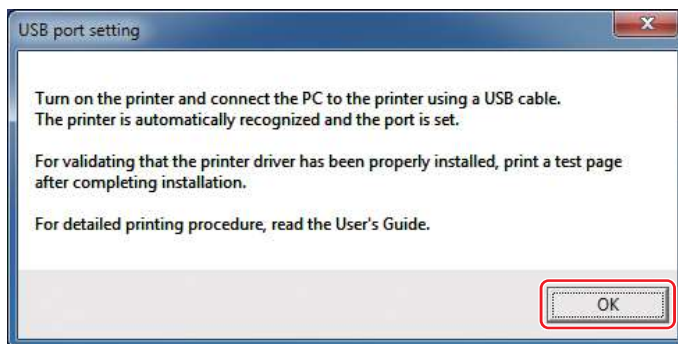 USB port setting
Turn on the printer and connect the PC to the printer using a USB cable.
The printer is automatically recognized and the port is set.
For validating that the printer driver has been properly installed, print a test page
after completing installation.
For detailed printing procedure, read the User's Guide.
OK